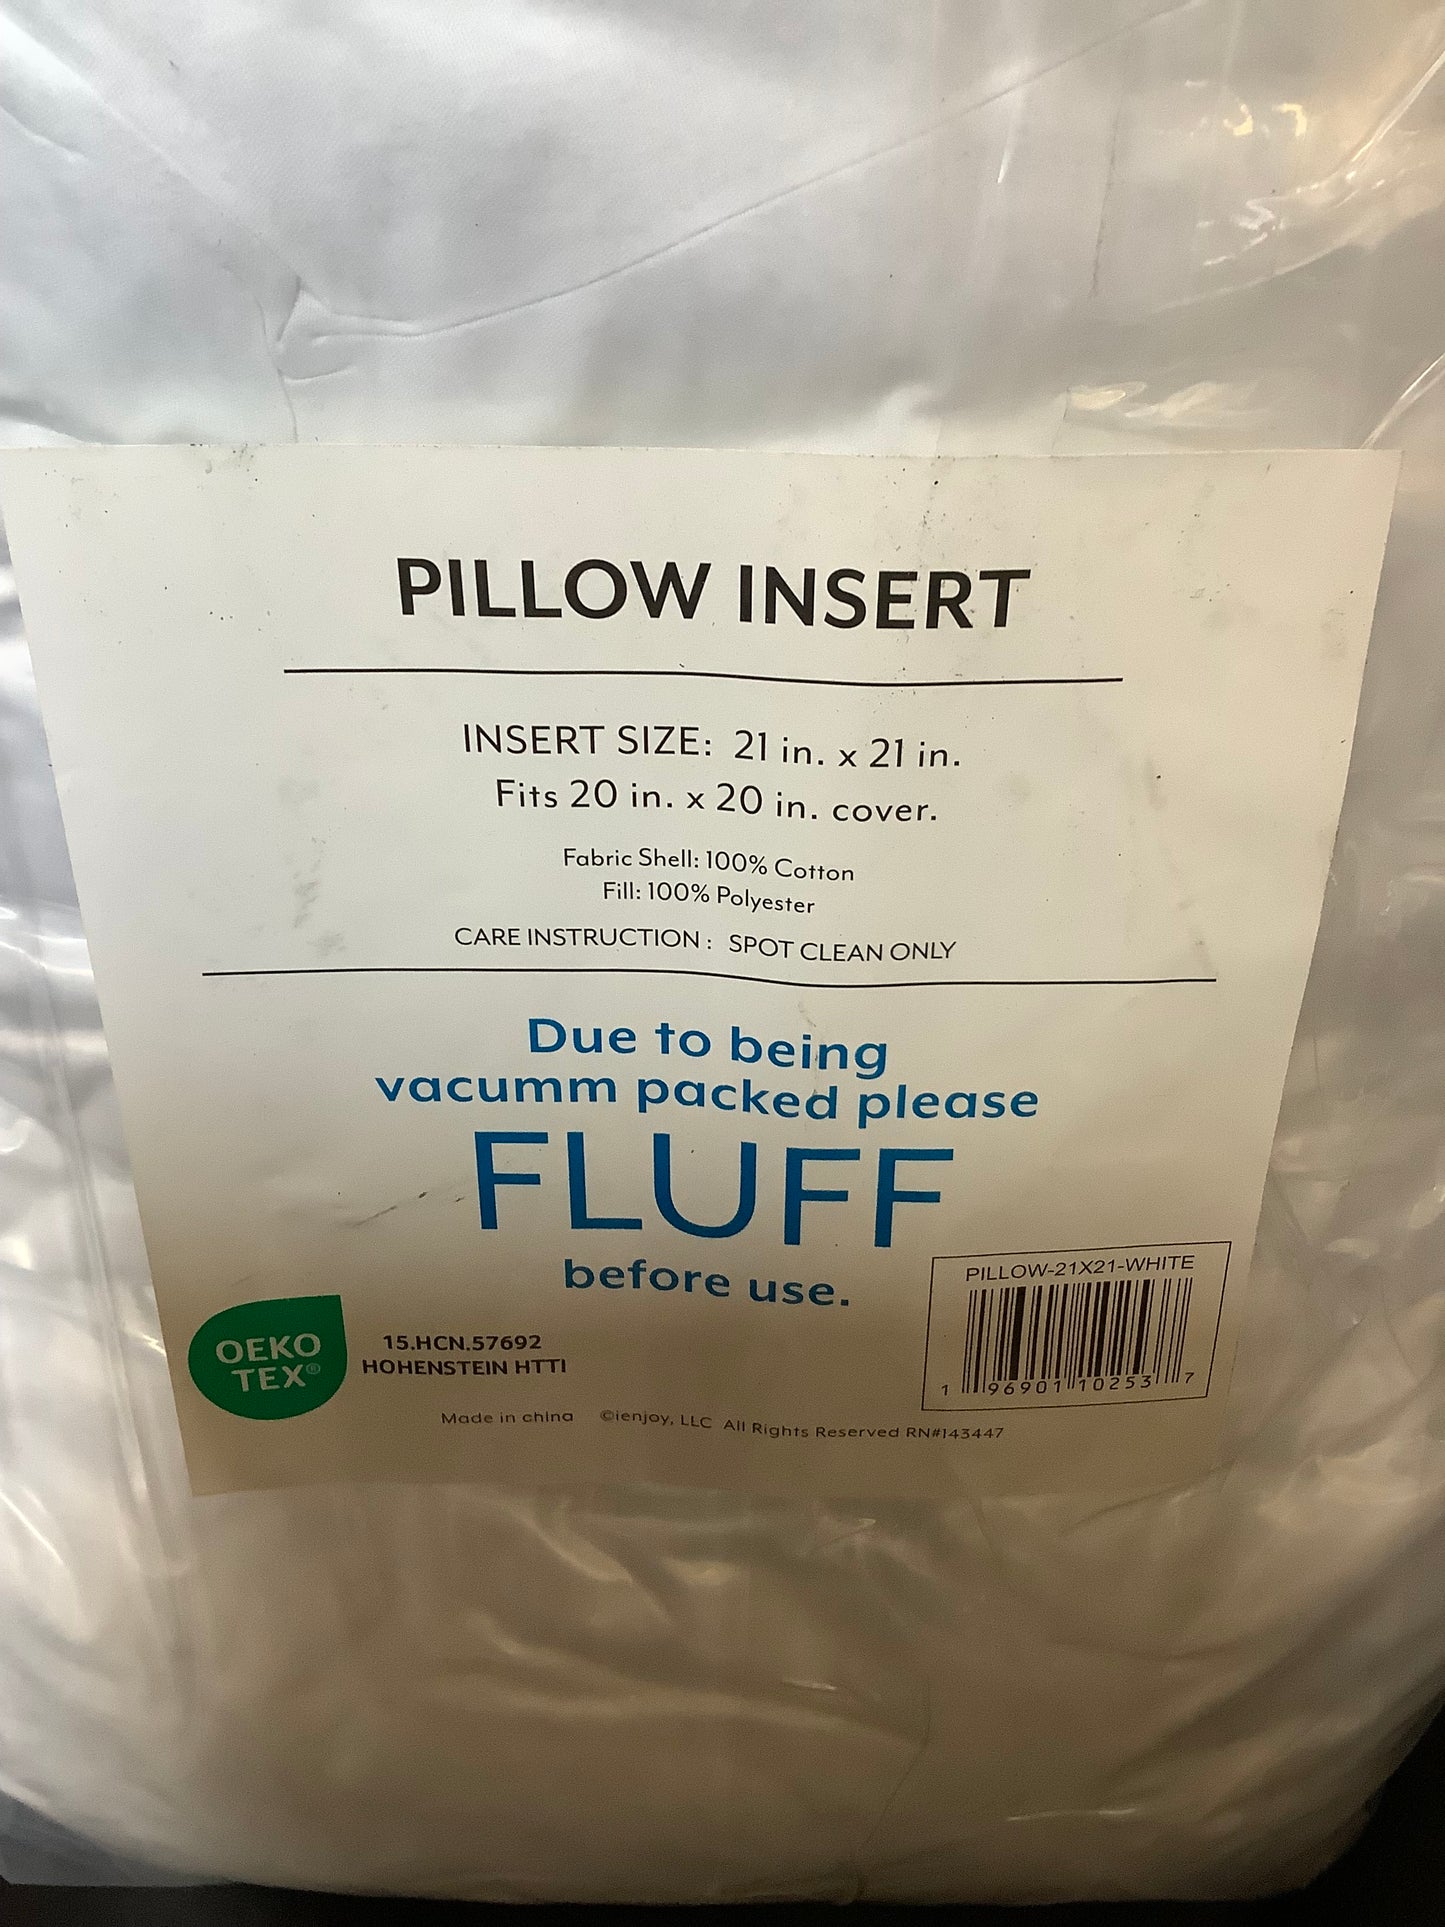 PILLOW INSERT
INSERT SIZE: 21 in. x 21 in.
Fits 20 in. x 20 in. cover.
Fabric Shell: 100% Cotton
Fill: 100% Polyester
CARE INSTRUCTION : SPOT CLEAN ONLY
Due to being
vacumm packed please
FLUFF
before use.
PILLOW-21X21-WHITE
1 96901 10253 7
OEKO
TEX®
15.HCN.57692
HOHENSTEIN HTTI
Made in china ©ienjoy, LLC All Rights Reserved RN#143447